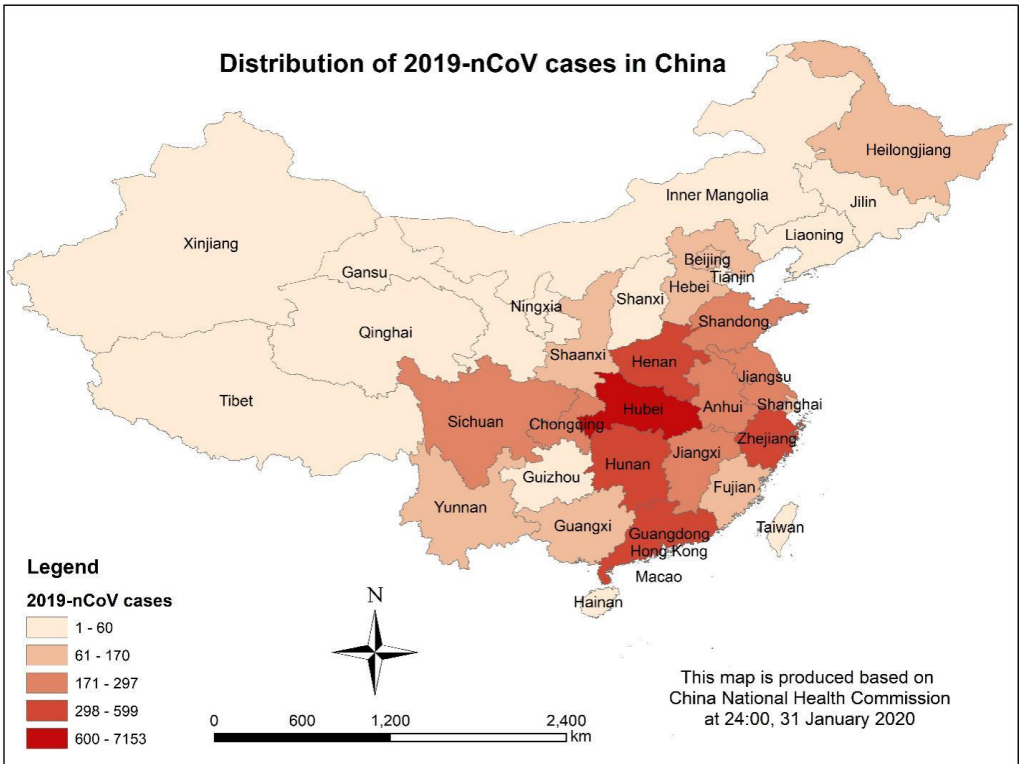 Distribution of 2019-nCoV cases in China
Heilongjiang
Inner Mangolia
Jilin
Xinjiang
Liaoning
Gansu
Beijing
Tianjin
Hebei
Ningxia
Shanxi
Shandong
Qinghai
Shaanxi
Henan
Jiangsu
Tibet
Shanghai
Hubei
Anhui
Sichuan
Chongqing
Zhejiang
Jiangxi
Hunan
Guizhou
Fujian
Yunnan
Guangxi
Taiwan
Guangdong
Hong Kong
Macao
Hainan
Legend
2019-nCoV cases
1 - 60
61 - 170
171 - 297
298 - 599
600 - 7153
N
0 600 1,200 2,400
km
This map is produced based on
China National Health Commission
at 24:00, 31 January 2020